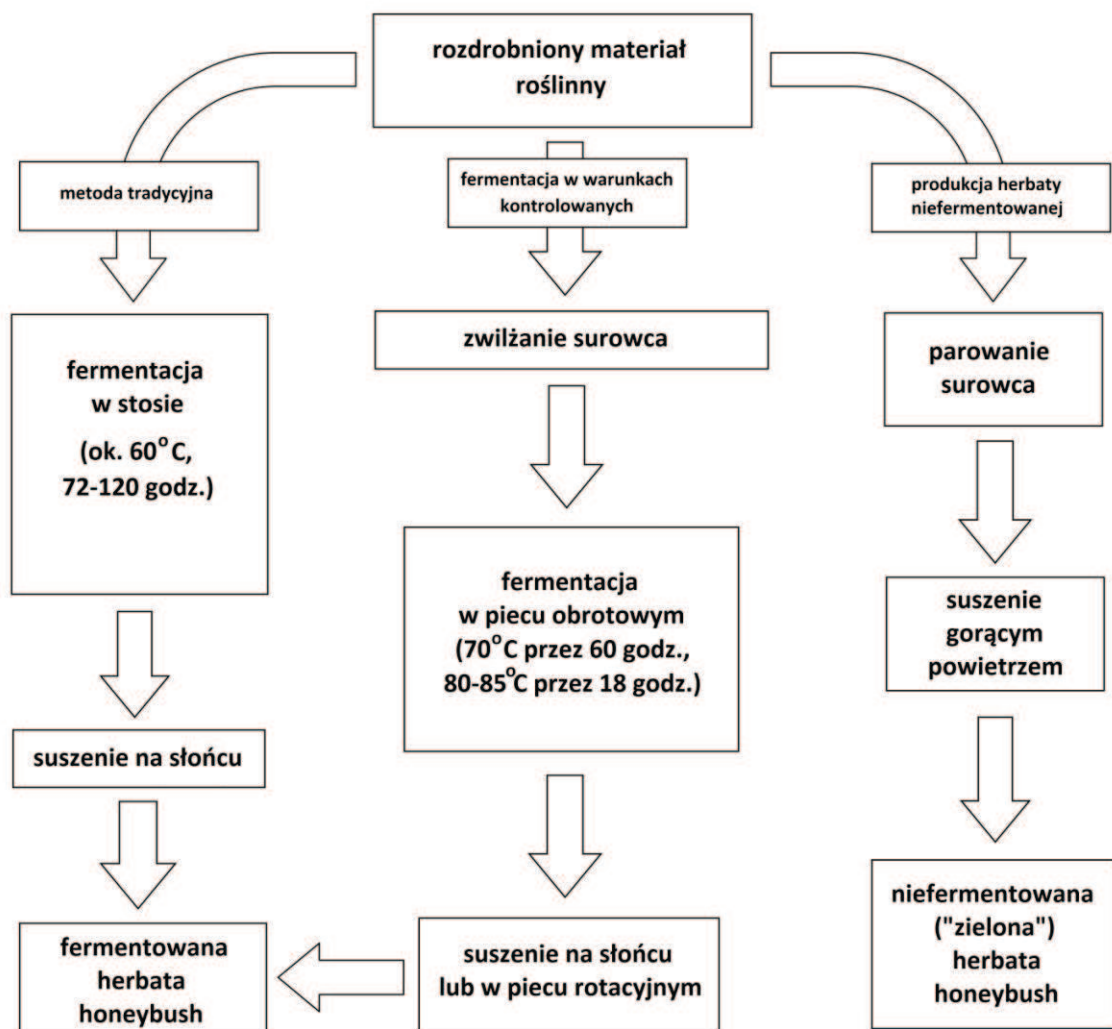 rozdrobniony materiał
roślinny
metoda tradycyjna
fermentacja
w stosie
(ok. 60°C,
72-120 godz.)
suszenie na słońcu
fermentowana
herbata
honeybush
fermentacja w warunkach
kontrolowanych
zwilżanie surowca
fermentacja
w piecu obrotowym
(70°C przez 60 godz.,
80-85°C przez 18 godz.)
suszenie na słońcu
lub w piecu rotacyjnym
produkcja herbaty
niefermentowanej
parowanie
surowca
suszenie
gorącym
powietrzem
niefermentowana
("zielona")
herbata
honeybush